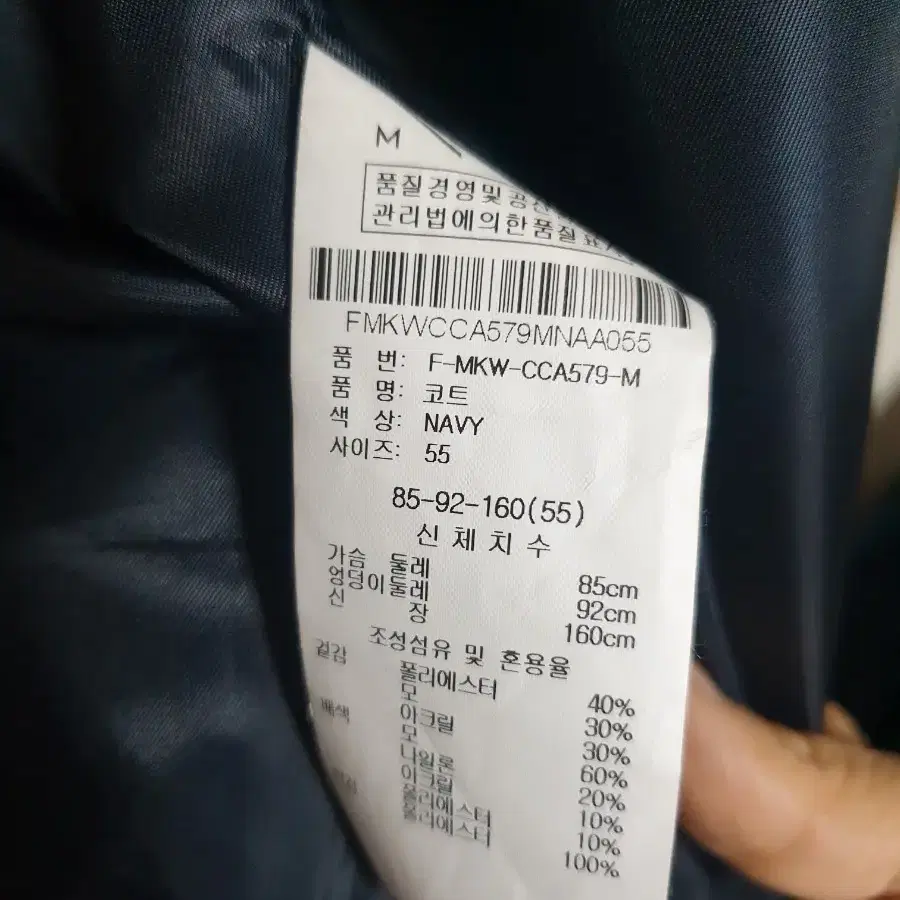 M
품질경영및공산
관리법에의한품질표시
FMKWCCA579MNAA055
품 번: F-MKW-CCA579-M
품 명: 코트
색 상: NAVY
사이즈: 55
85-92-160(55)
신체치수
가슴 둘레 85cm
엉덩이둘레 92cm
신 장 160cm
조성섬유 및 혼용율
겉감 폴리에스터 40%
모 30%
아크릴 30%
배색 모 60%
나일론 20%
아크릴 10%
폴리에스터 10%
폴리에스터 100%